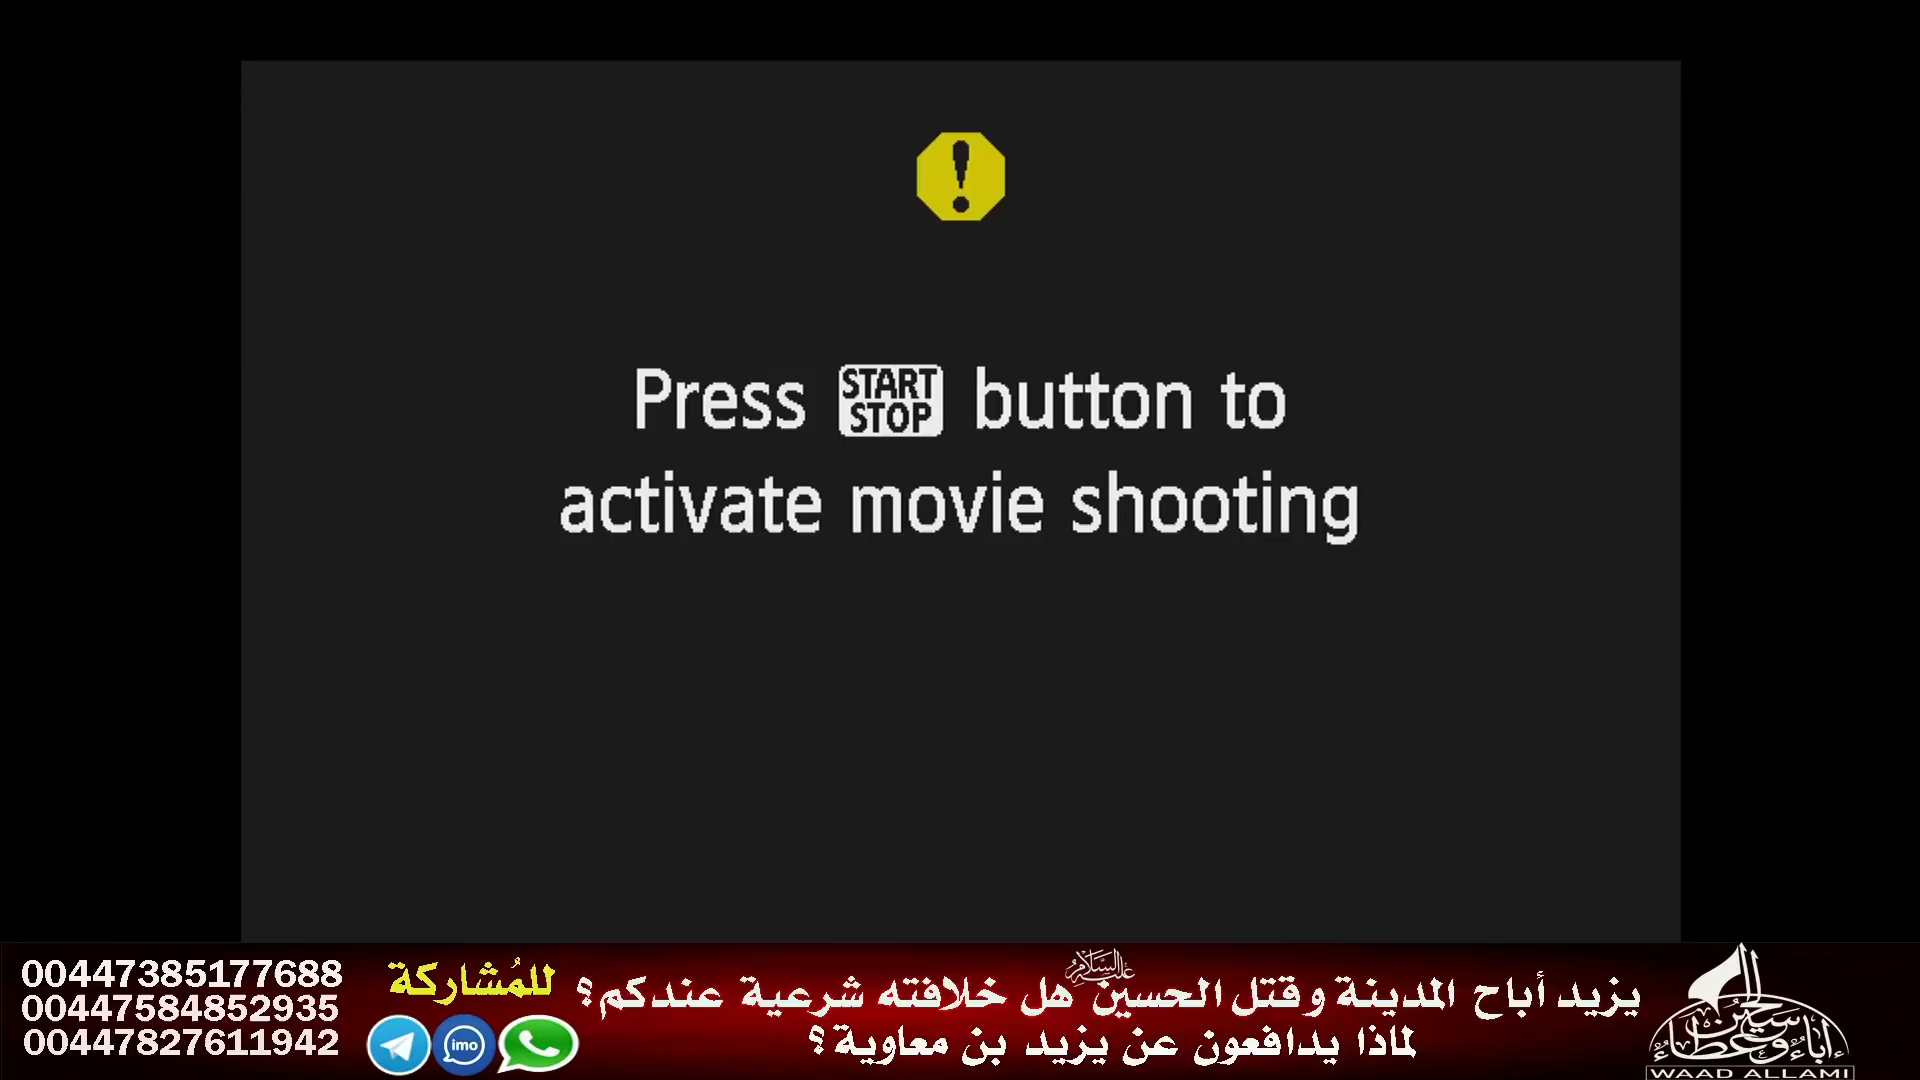 Press START STOP button to
activate movie shooting
00447385177688
00447584852935
00447827611942
للمُشاركة
imo
يزيد أباح المدينة وقتل الحسين عليه السلام هل خلافته شرعية عندكم؟
لماذا يدافعون عن يزيد بن معاوية؟
WAAD ALLAMI